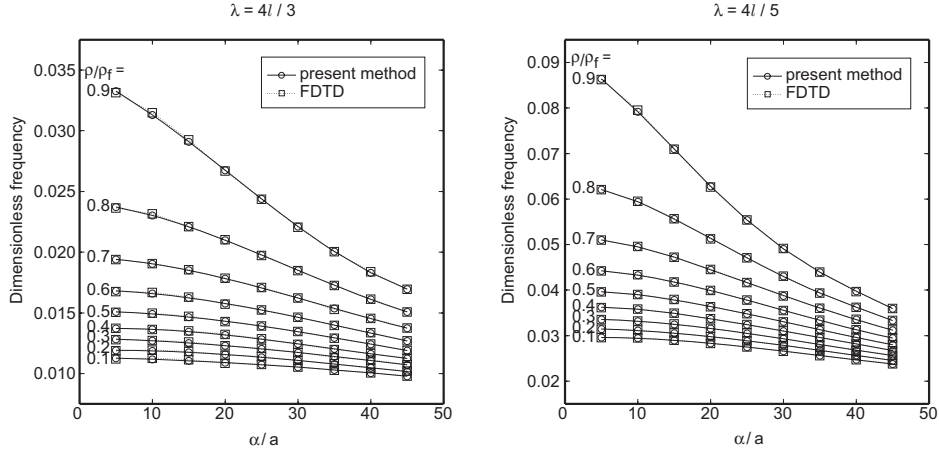 λ = 4l / 3
0.035
0.030
0.025
0.020
0.015
0.010
Dimensionless frequency
ρ/ρf =
0.9
0.8
0.7
0.6
0.5
0.4
0.3
0.2
0.1
present method
FDTD
0 10 20 30 40 50
α/ a
λ = 4l / 5
0.09
0.08
0.07
0.06
0.05
0.04
0.03
0.02
Dimensionless frequency
ρ/ρf =
0.9
0.8
0.7
0.6
0.5
0.4
0.3
0.2
0.1
present method
FDTD
0 10 20 30 40 50
α/ a